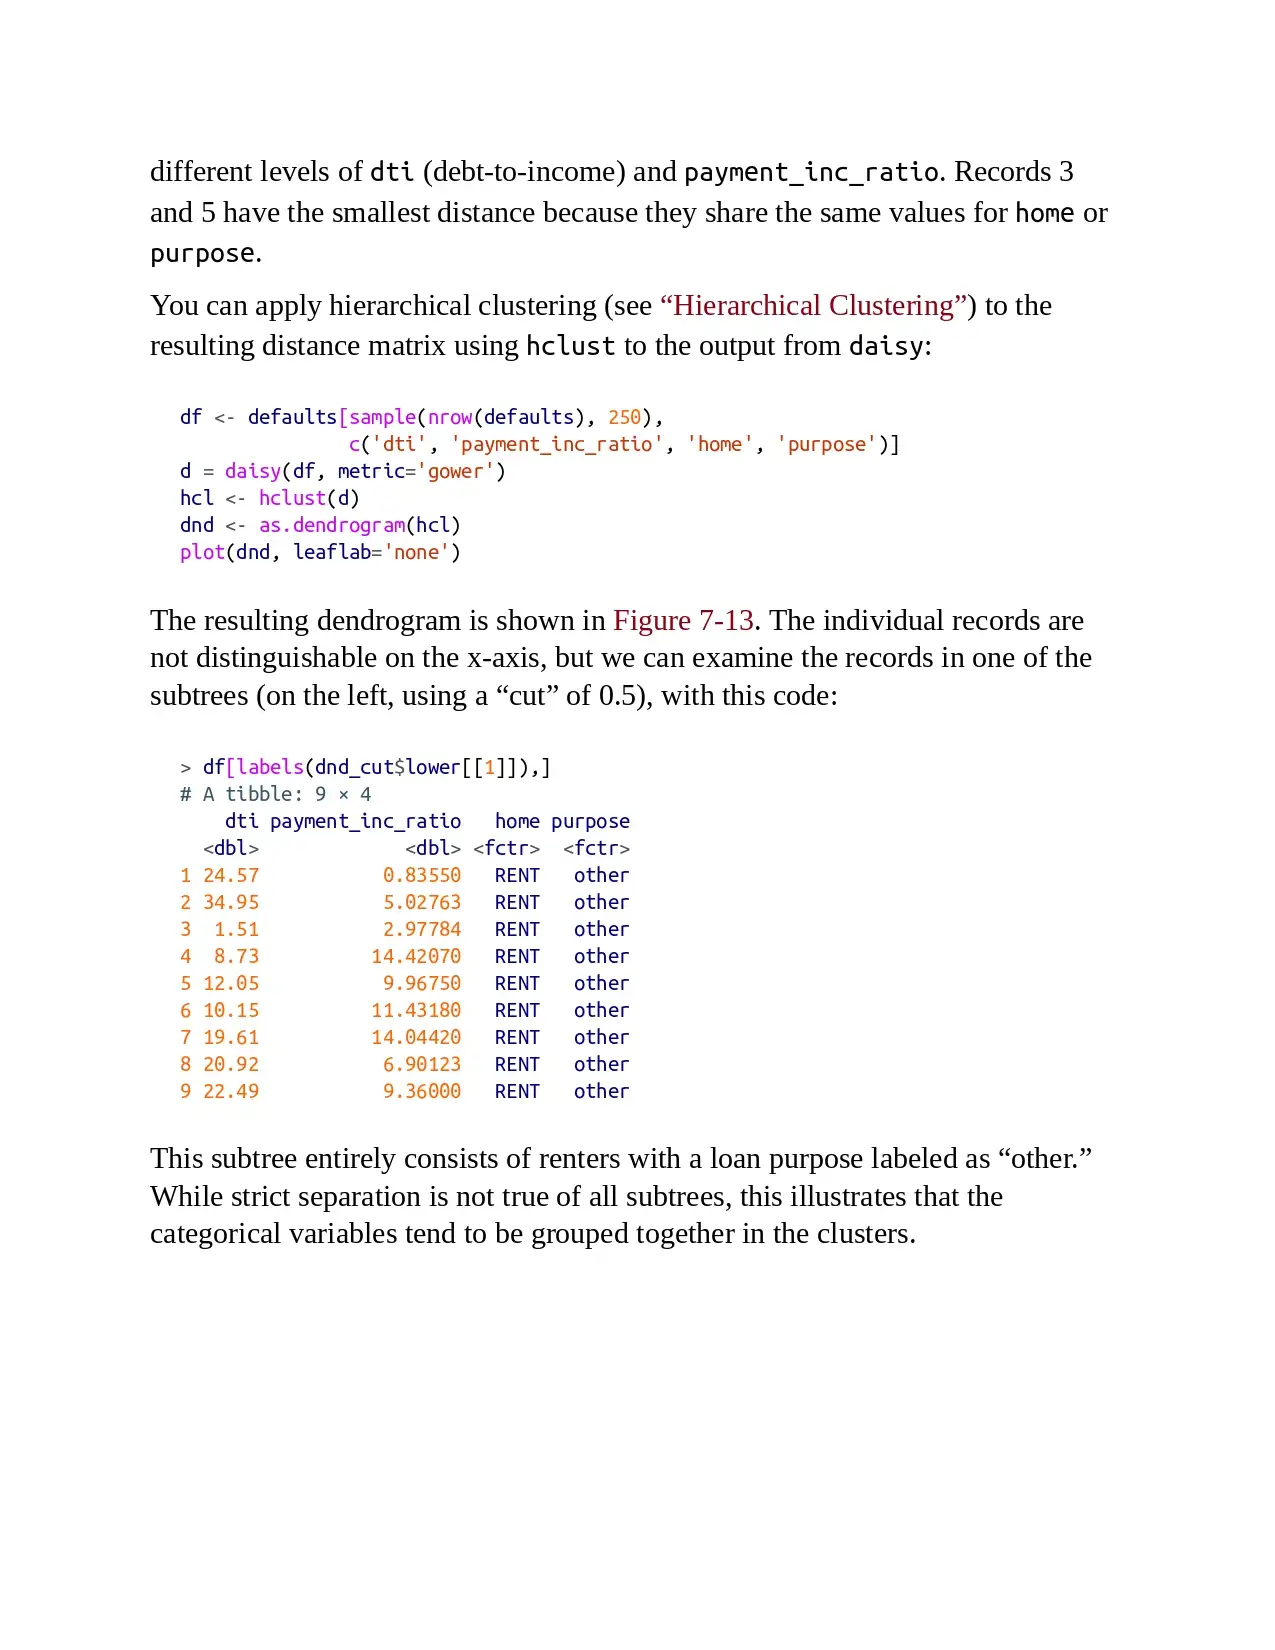 different levels of dti (debt-to-income) and payment_inc_ratio. Records 3
and 5 have the smallest distance because they share the same values for home or
purpose.
You can apply hierarchical clustering (see “Hierarchical Clustering”) to the
resulting distance matrix using hclust to the output from daisy:
df <- defaults[sample(nrow(defaults), 250),
               c('dti', 'payment_inc_ratio', 'home', 'purpose')]
d = daisy(df, metric='gower')
hcl <- hclust(d)
dnd <- as.dendrogram(hcl)
plot(dnd, leaflab='none')
The resulting dendrogram is shown in Figure 7-13. The individual records are
not distinguishable on the x-axis, but we can examine the records in one of the
subtrees (on the left, using a “cut” of 0.5), with this code:
> df[labels(dnd_cut$lower[[1]]),]
# A tibble: 9 × 4
    dti payment_inc_ratio   home purpose
  <dbl>             <dbl> <fctr>  <fctr>
1 24.57           0.83550   RENT   other
2 34.95           5.02763   RENT   other
3  1.51           2.97784   RENT   other
4  8.73          14.42070   RENT   other
5 12.05           9.96750   RENT   other
6 10.15          11.43180   RENT   other
7 19.61          14.04420   RENT   other
8 20.92           6.90123   RENT   other
9 22.49           9.36000   RENT   other
This subtree entirely consists of renters with a loan purpose labeled as “other.”
While strict separation is not true of all subtrees, this illustrates that the
categorical variables tend to be grouped together in the clusters.